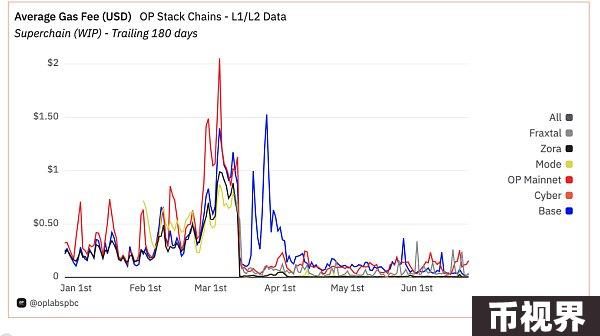 Average Gas Fee (USD) OP Stack Chains - L1/L2 Data
Superchain (WIP) - Trailing 180 days
$2
$1.50
$1
$0.50
0
Jan 1st
Feb 1st
Mar 1st
Apr 1st
May 1st
Jun 1st
All
Fraxtal
Zora
Mode
OP Mainnet
Cyber
Base
@oplabspbc
币视界